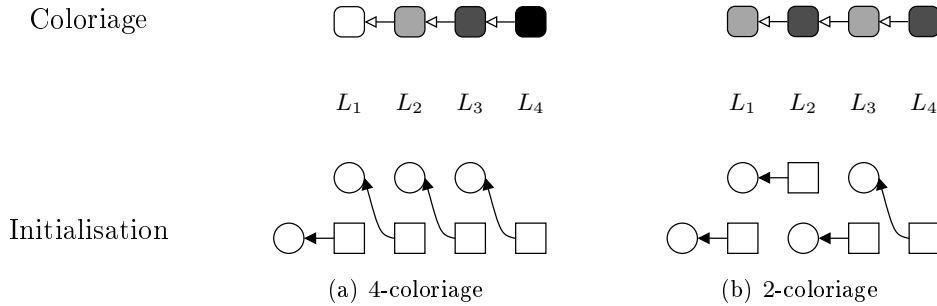 Coloriage
L1 L2 L3 L4 L1 L2 L3 L4
Initialisation
(a) 4-coloriage (b) 2-coloriage